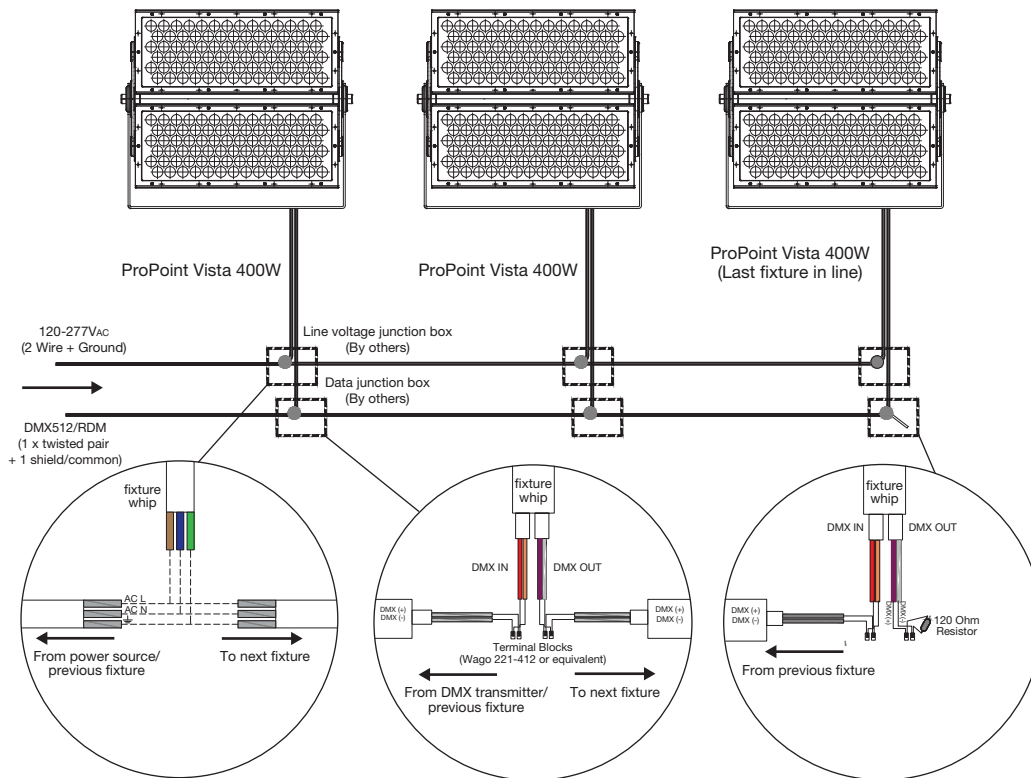 ProPoint Vista 400W
ProPoint Vista 400W
ProPoint Vista 400W
(Last fixture in line)
120-277VAC
(2 Wire + Ground)
Line voltage junction box
(By others)
Data junction box
(By others)
DMX512/RDM
(1 x twisted pair
+ 1 shield/common)
fixture
whip
AC L
AC N
From power source/
previous fixture
To next fixture
fixture
whip
DMX IN
DMX OUT
DMX (+)
DMX (-)
DMX (+)
DMX (-)
Terminal Blocks
(Wago 221-412 or equivalent)
From DMX transmitter/
previous fixture
To next fixture
fixture
whip
DMX IN
DMX OUT
DMX (+)
DMX (-)
DMX(+)
DMX(-)
120 Ohm
Resistor
From previous fixture